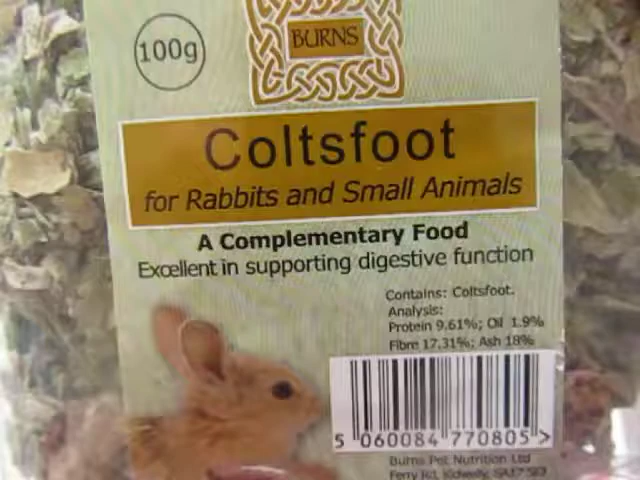 100g
BURNS
Coltsfoot
for Rabbits and Small Animals
A Complementary Food
Excellent in supporting digestive function
Contains: Coltsfoot.
Analysis:
Protein 9.61%; Oil 1.9%
Fibre 17.31%; Ash 18%
5 060084 770805 >
Burns Pet Nutrition Ltd
Ferry Rd, Kidwelly, SA17 5EJ